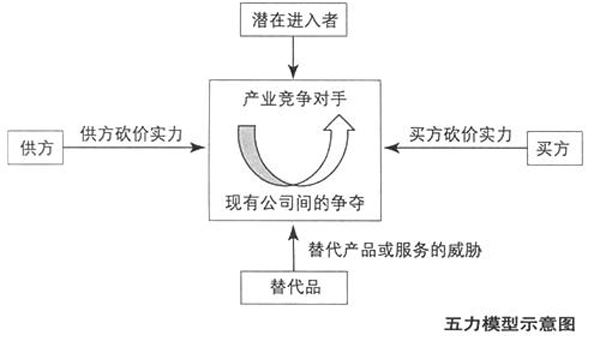 潜在进入者
产业竞争对手
供方砍价实力
买方砍价实力
供方
买方
现有公司间的争夺
替代产品或服务的威胁
替代品
五力模型示意图